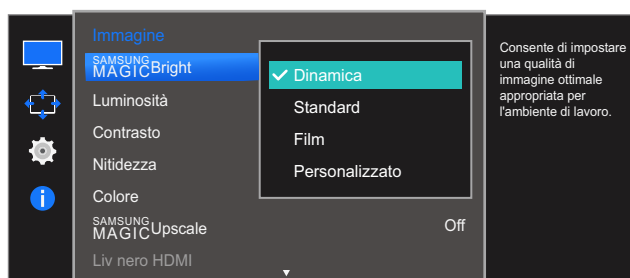 Immagine
SAMSUNG
MAGICBright
Luminosità
Contrasto
Nitidezza
Colore
SAMSUNG
MAGICUpscale
Off
Liv nero HDMI
Dinamica
Standard
Film
Personalizzato
Consente di impostare
una qualità di
immagine ottimale
appropriata per
l'ambiente di lavoro.